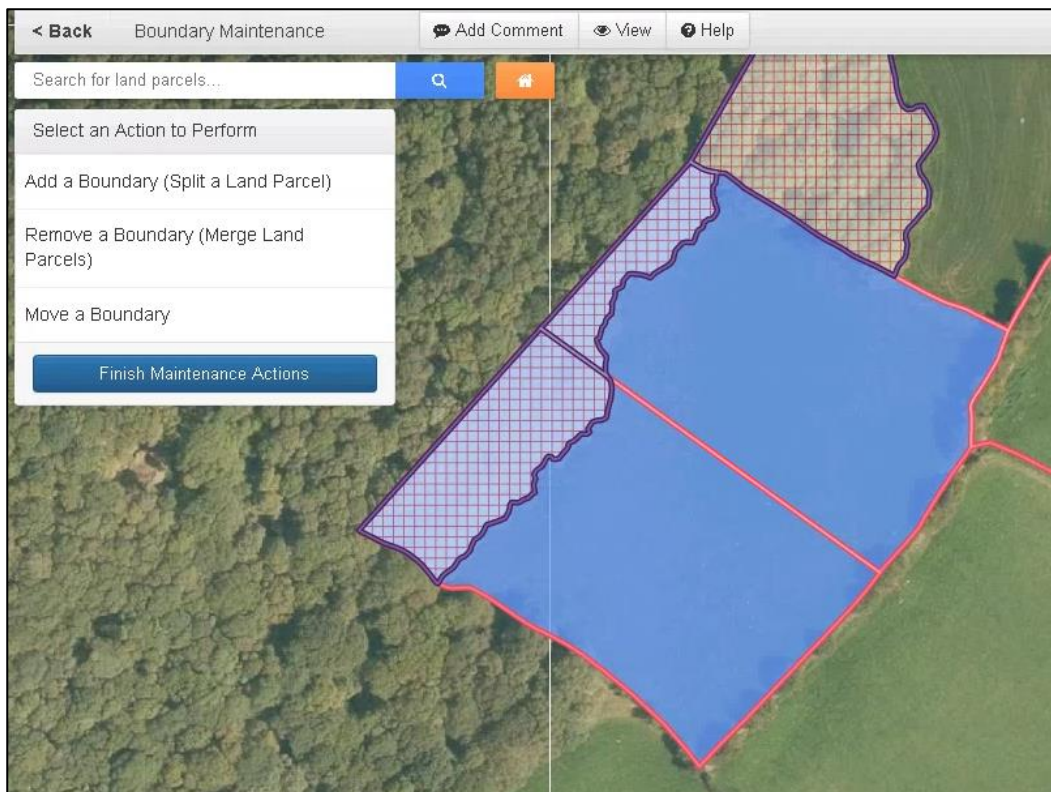 < Back Boundary Maintenance Add Comment View Help
Search for land parcels...
Select an Action to Perform
Add a Boundary (Split a Land Parcel)
Remove a Boundary (Merge Land
Parcels)
Move a Boundary
Finish Maintenance Actions